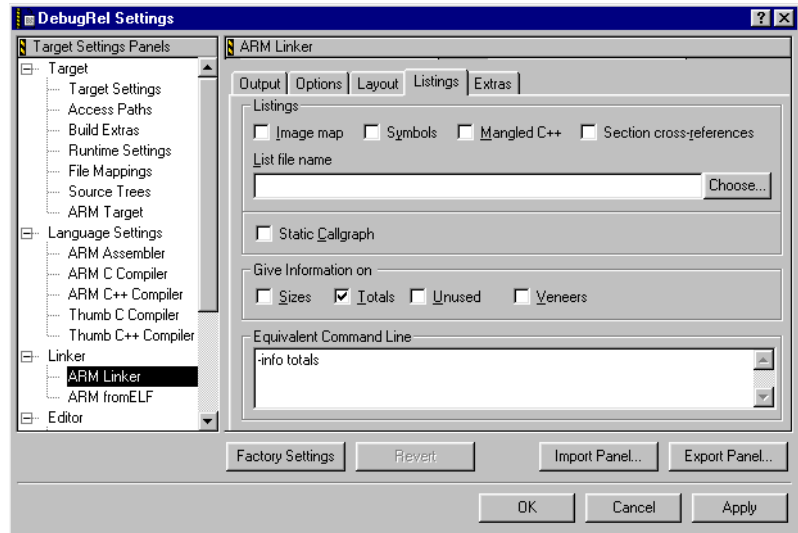 DebugRel Settings
Target Settings Panels
Target
Target Settings
Access Paths
Build Extras
Runtime Settings
File Mappings
Source Trees
ARM Target
Language Settings
ARM Assembler
ARM C Compiler
ARM C++ Compiler
Thumb C Compiler
Thumb C++ Compiler
Linker
ARM Linker
ARM fromELF
Editor
ARM Linker
Output Options Layout Listings Extras
Listings
Image map Symbols Mangled C++ Section cross-references
List file name
Choose...
Static Callgraph
Give Information on
Sizes Totals Unused Veneers
Equivalent Command Line
-info totals
Factory Settings Revert Import Panel... Export Panel...
OK Cancel Apply